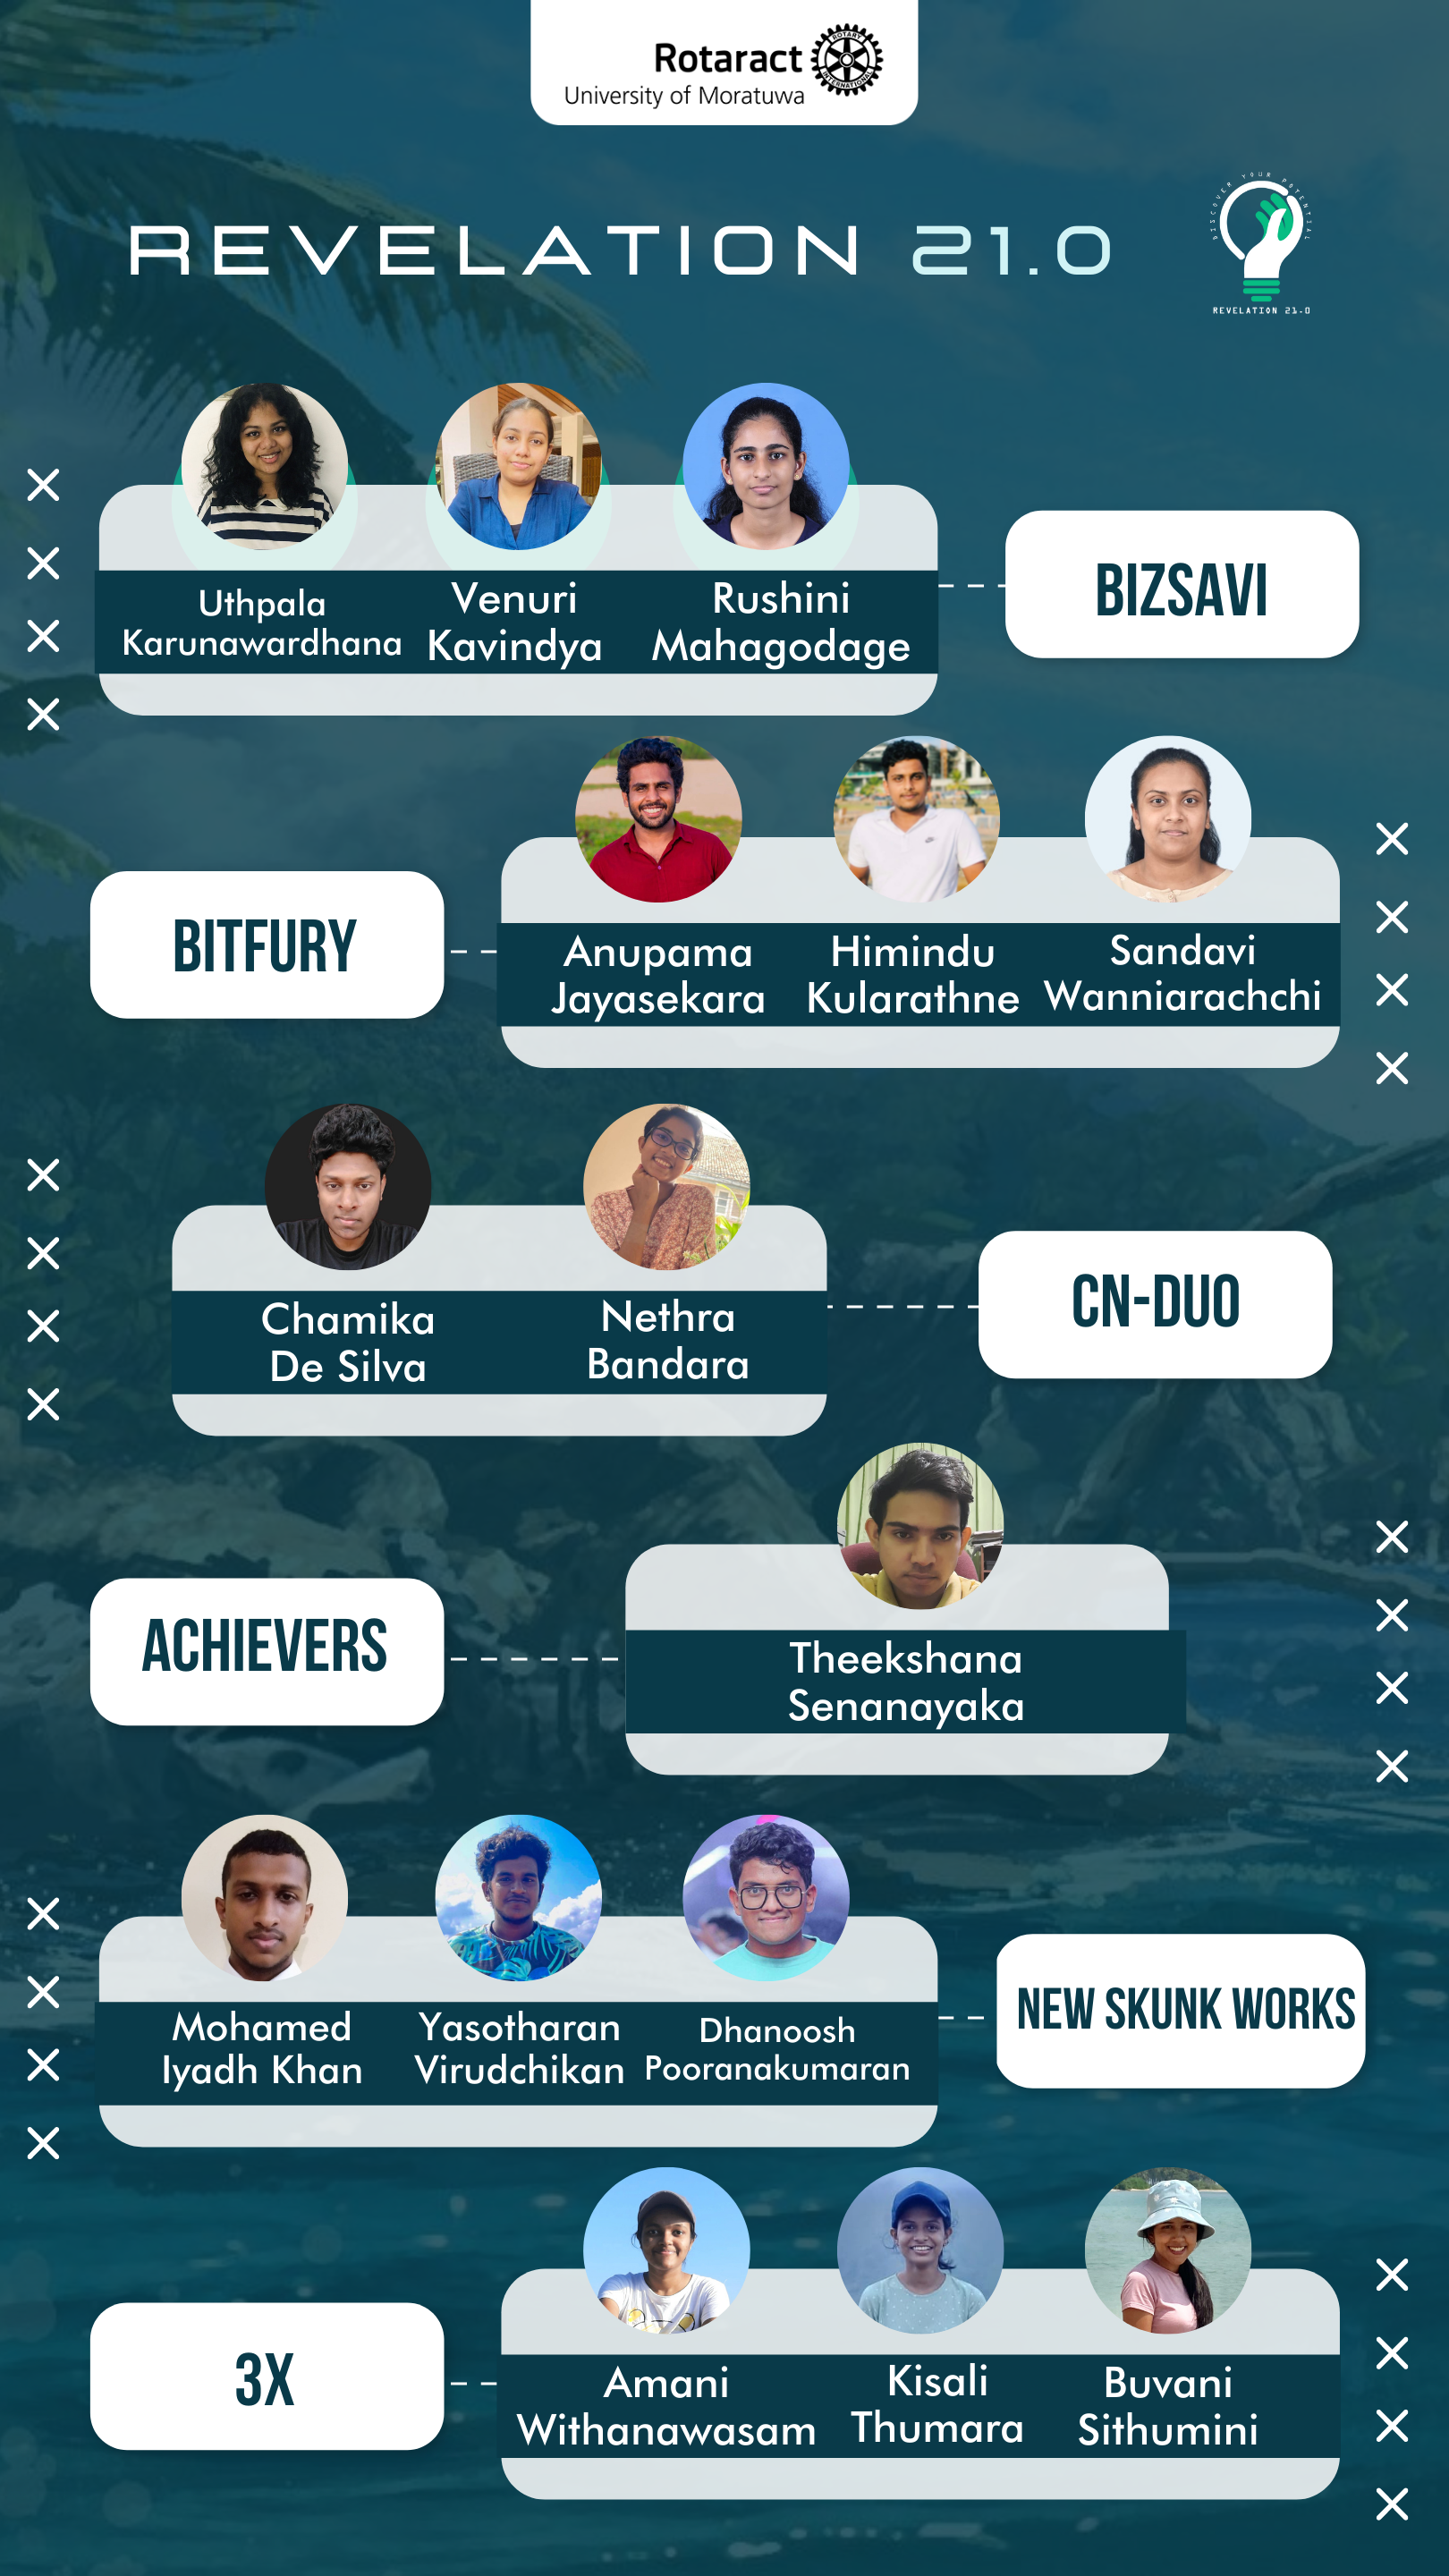 Rotaract
University of Moratuwa
ROTARY
INTERNATIONAL
REVELATION 21.0
DISCOVER YOUR POTENTIAL
REVELATION 21.0
Uthpala
Karunawardhana
Venuri
Kavindya
Rushini
Mahagodage
BIZSAVI
BITFURY
Anupama
Jayasekara
Himindu
Kularathne
Sandavi
Wanniarachchi
Chamika
De Silva
Nethra
Bandara
CN-DUO
ACHIEVERS
Theekshana
Senanayaka
Mohamed
Iyadh Khan
Yasotharan
Virudchikan
Dhanoosh
Pooranakumaran
NEW SKUNK WORKS
3X
Amani
Withanawasam
Kisali
Thumara
Buvani
Sithumini